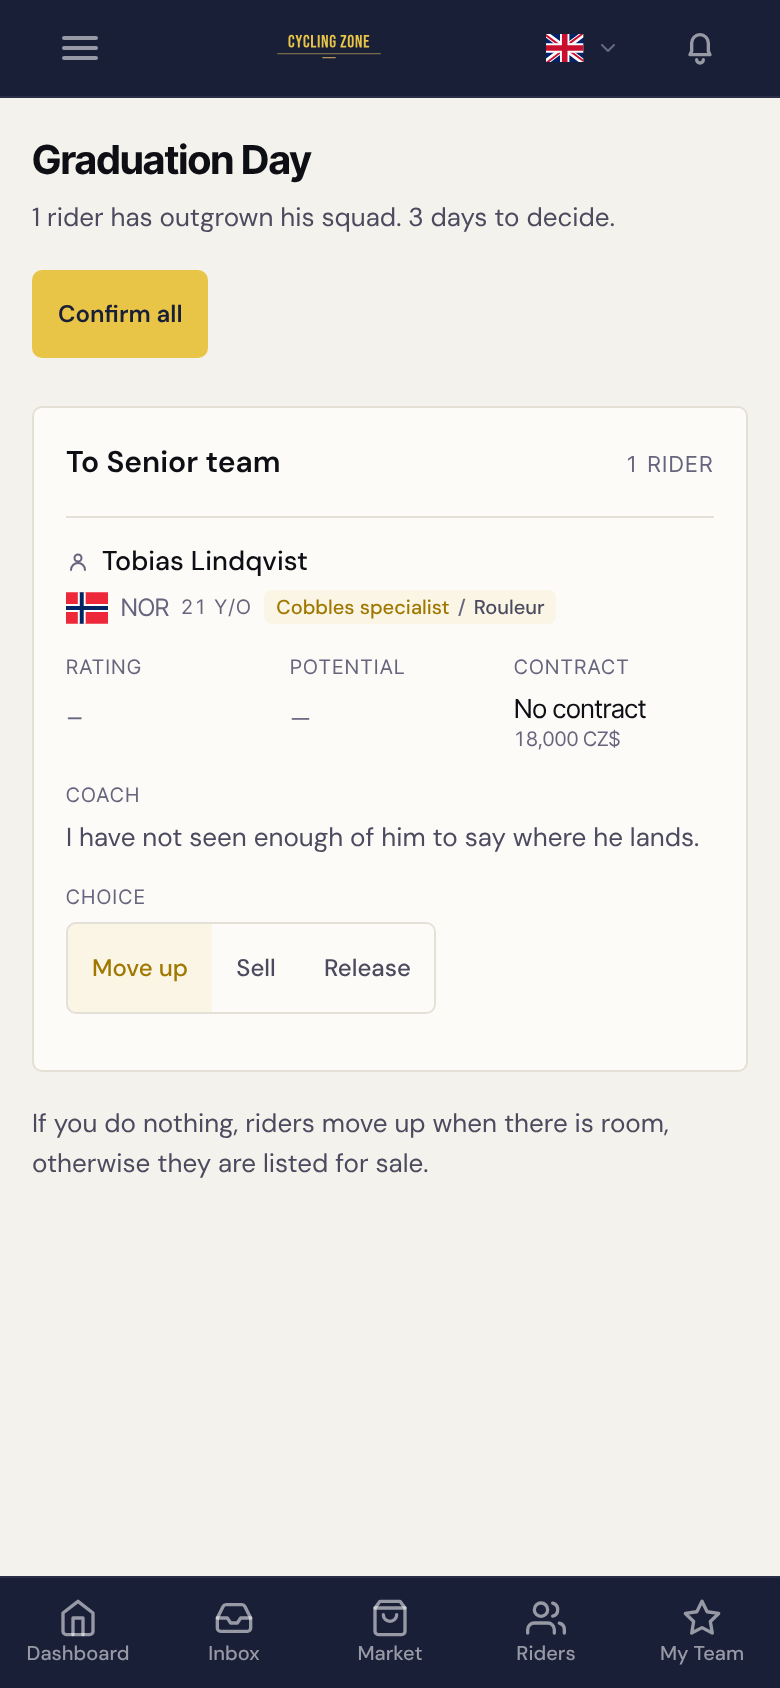 CYCLING ZONE
Graduation Day
1 rider has outgrown his squad. 3 days to decide.
Confirm all
To Senior team
1 RIDER
Tobias Lindqvist
NOR 21 Y/O Cobbles specialist / Rouleur
RATING POTENTIAL CONTRACT
– — No contract
18,000 CZ$
COACH
I have not seen enough of him to say where he lands.
CHOICE
Move up Sell Release
If you do nothing, riders move up when there is room,
otherwise they are listed for sale.
Dashboard Inbox Market Riders My Team